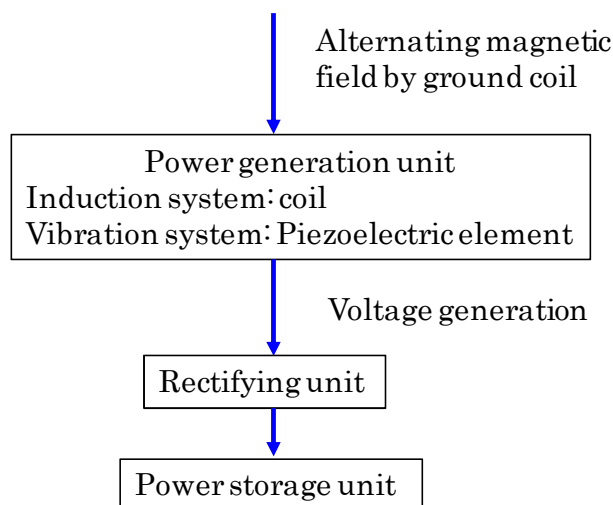 Alternating magnetic
field by ground coil
Power generation unit
Induction system: coil
Vibration system: Piezoelectric element
Voltage generation
Rectifying unit
Power storage unit